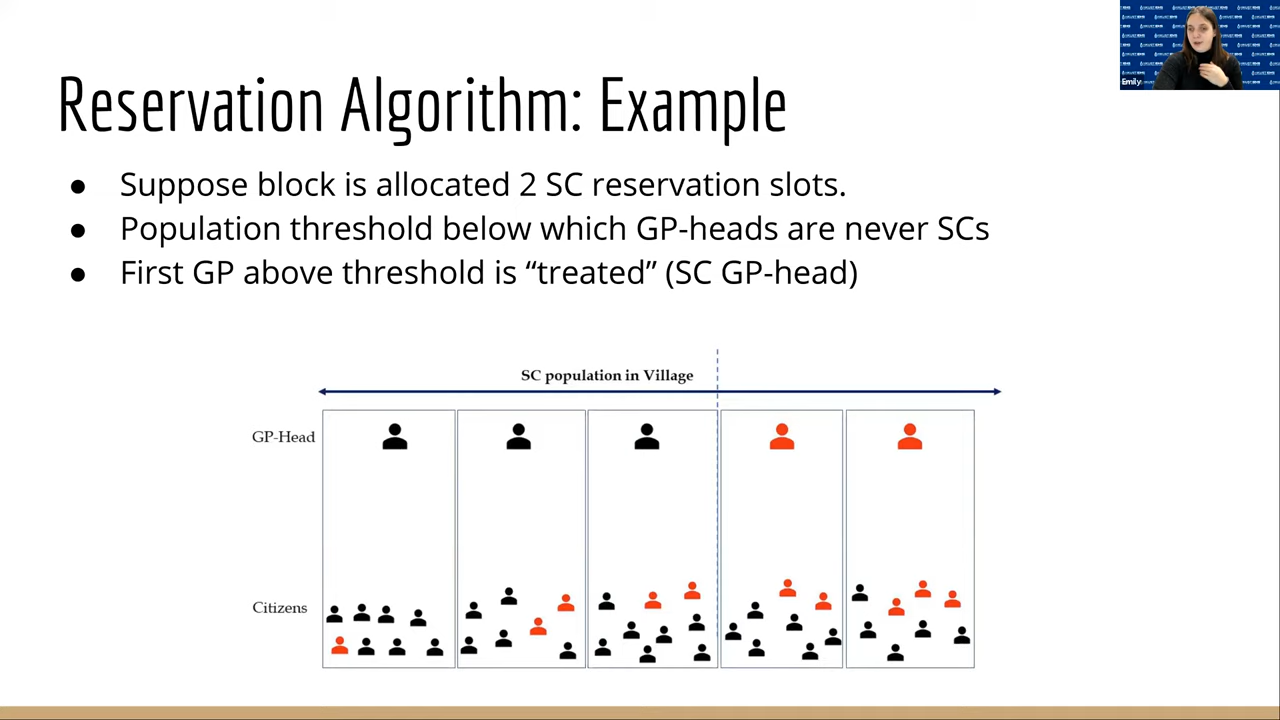 Emily
Reservation Algorithm: Example
● Suppose block is allocated 2 SC reservation slots.
● Population threshold below which GP-heads are never SCs
● First GP above threshold is “treated” (SC GP-head)
SC population in Village
GP-Head
Citizens